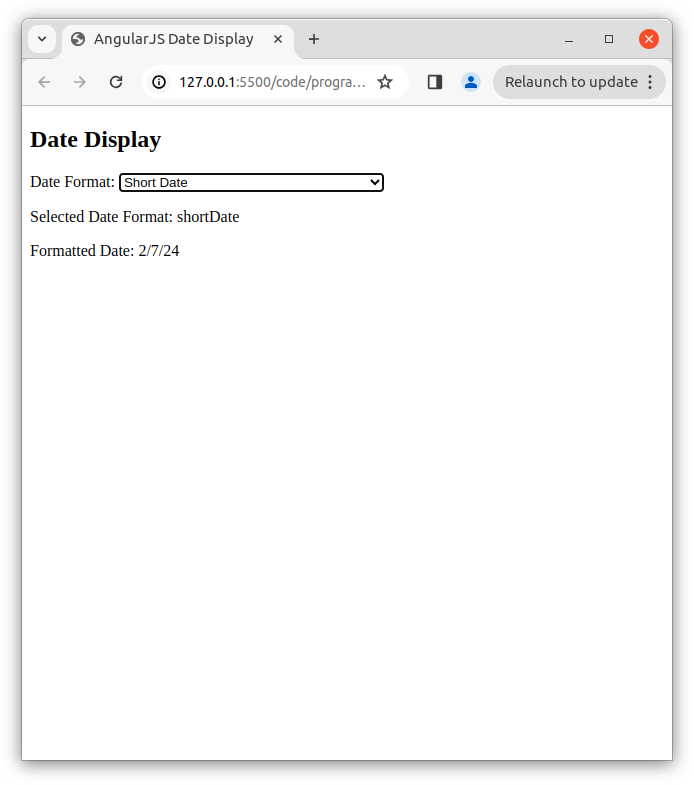 AngularJS Date Display
127.0.0.1:5500/code/progra…
Relaunch to update
Date Display
Date Format: Short Date
Selected Date Format: shortDate
Formatted Date: 2/7/24